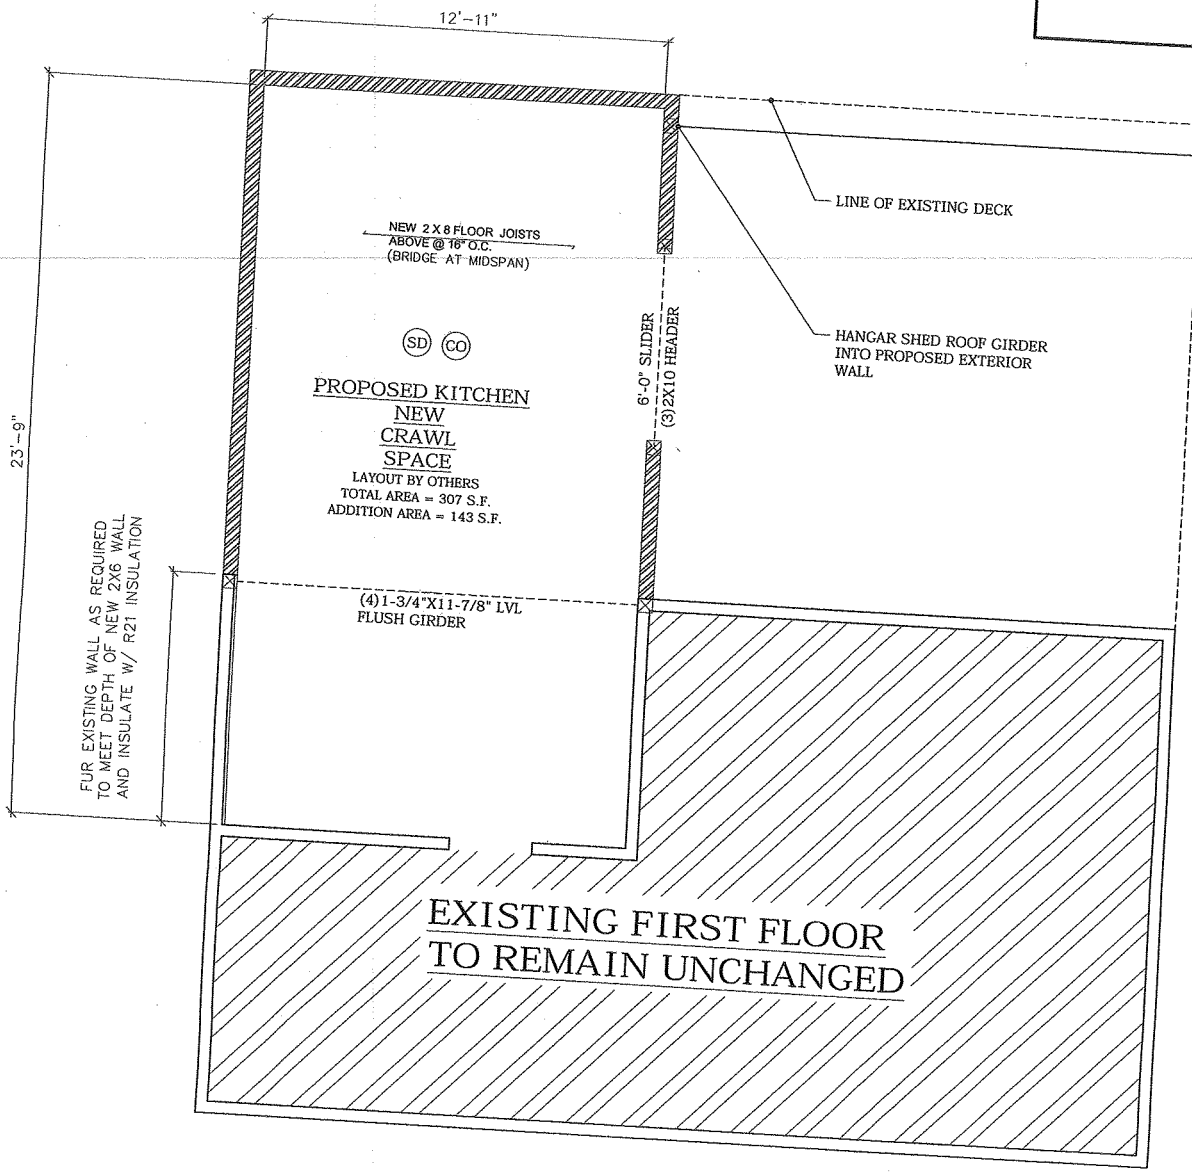 12'-11"
LINE OF EXISTING DECK
NEW 2 X 8 FLOOR JOISTS
ABOVE @ 16" O.C.
(BRIDGE AT MIDSPAN)
6'-0" SLIDER
(3) 2X10 HEADER
HANGAR SHED ROOF GIRDER
INTO PROPOSED EXTERIOR
WALL
SD CO
PROPOSED KITCHEN
NEW
CRAWL
SPACE
LAYOUT BY OTHERS
TOTAL AREA = 307 S.F.
ADDITION AREA = 143 S.F.
23'-9"
FUR EXISTING WALL AS REQUIRED
TO MEET DEPTH OF NEW 2X6 WALL
AND INSULATE W/ R21 INSULATION
(4) 1-3/4"X11-7/8" LVL
FLUSH GIRDER
EXISTING FIRST FLOOR
TO REMAIN UNCHANGED